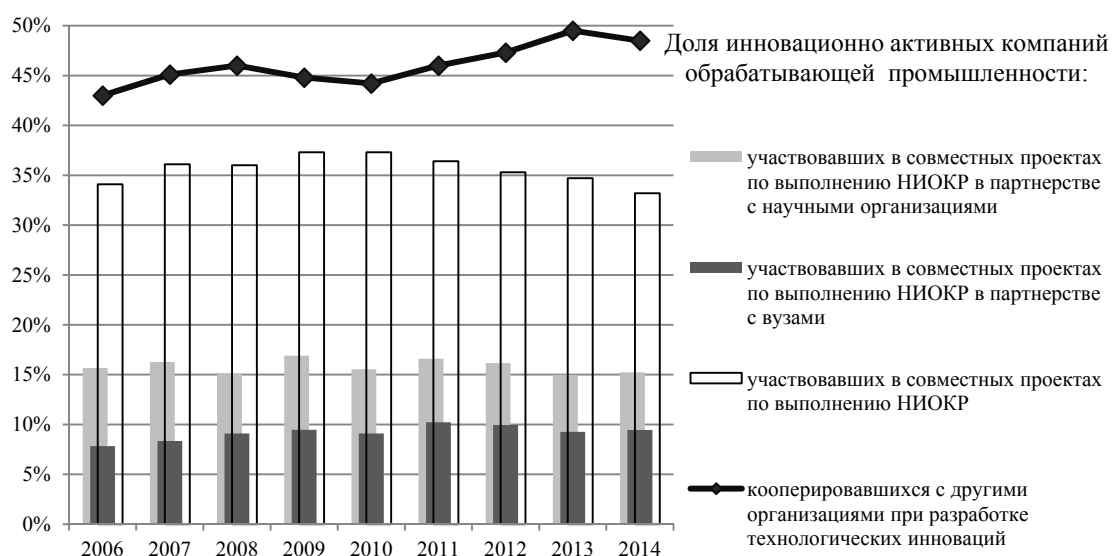 50%
45%
40%
35%
30%
25%
20%
15%
10%
5%
0%
2006 2007 2008 2009 2010 2011 2012 2013 2014
Доля инновационно активных компаний
обрабатывающей промышленности:
участвовавших в совместных проектах
по выполнению НИОКР в партнерстве
с научными организациями
участвовавших в совместных проектах
по выполнению НИОКР в партнерстве
с вузами
участвовавших в совместных проектах
по выполнению НИОКР
кооперировавшихся с другими
организациями при разработке
технологических инноваций